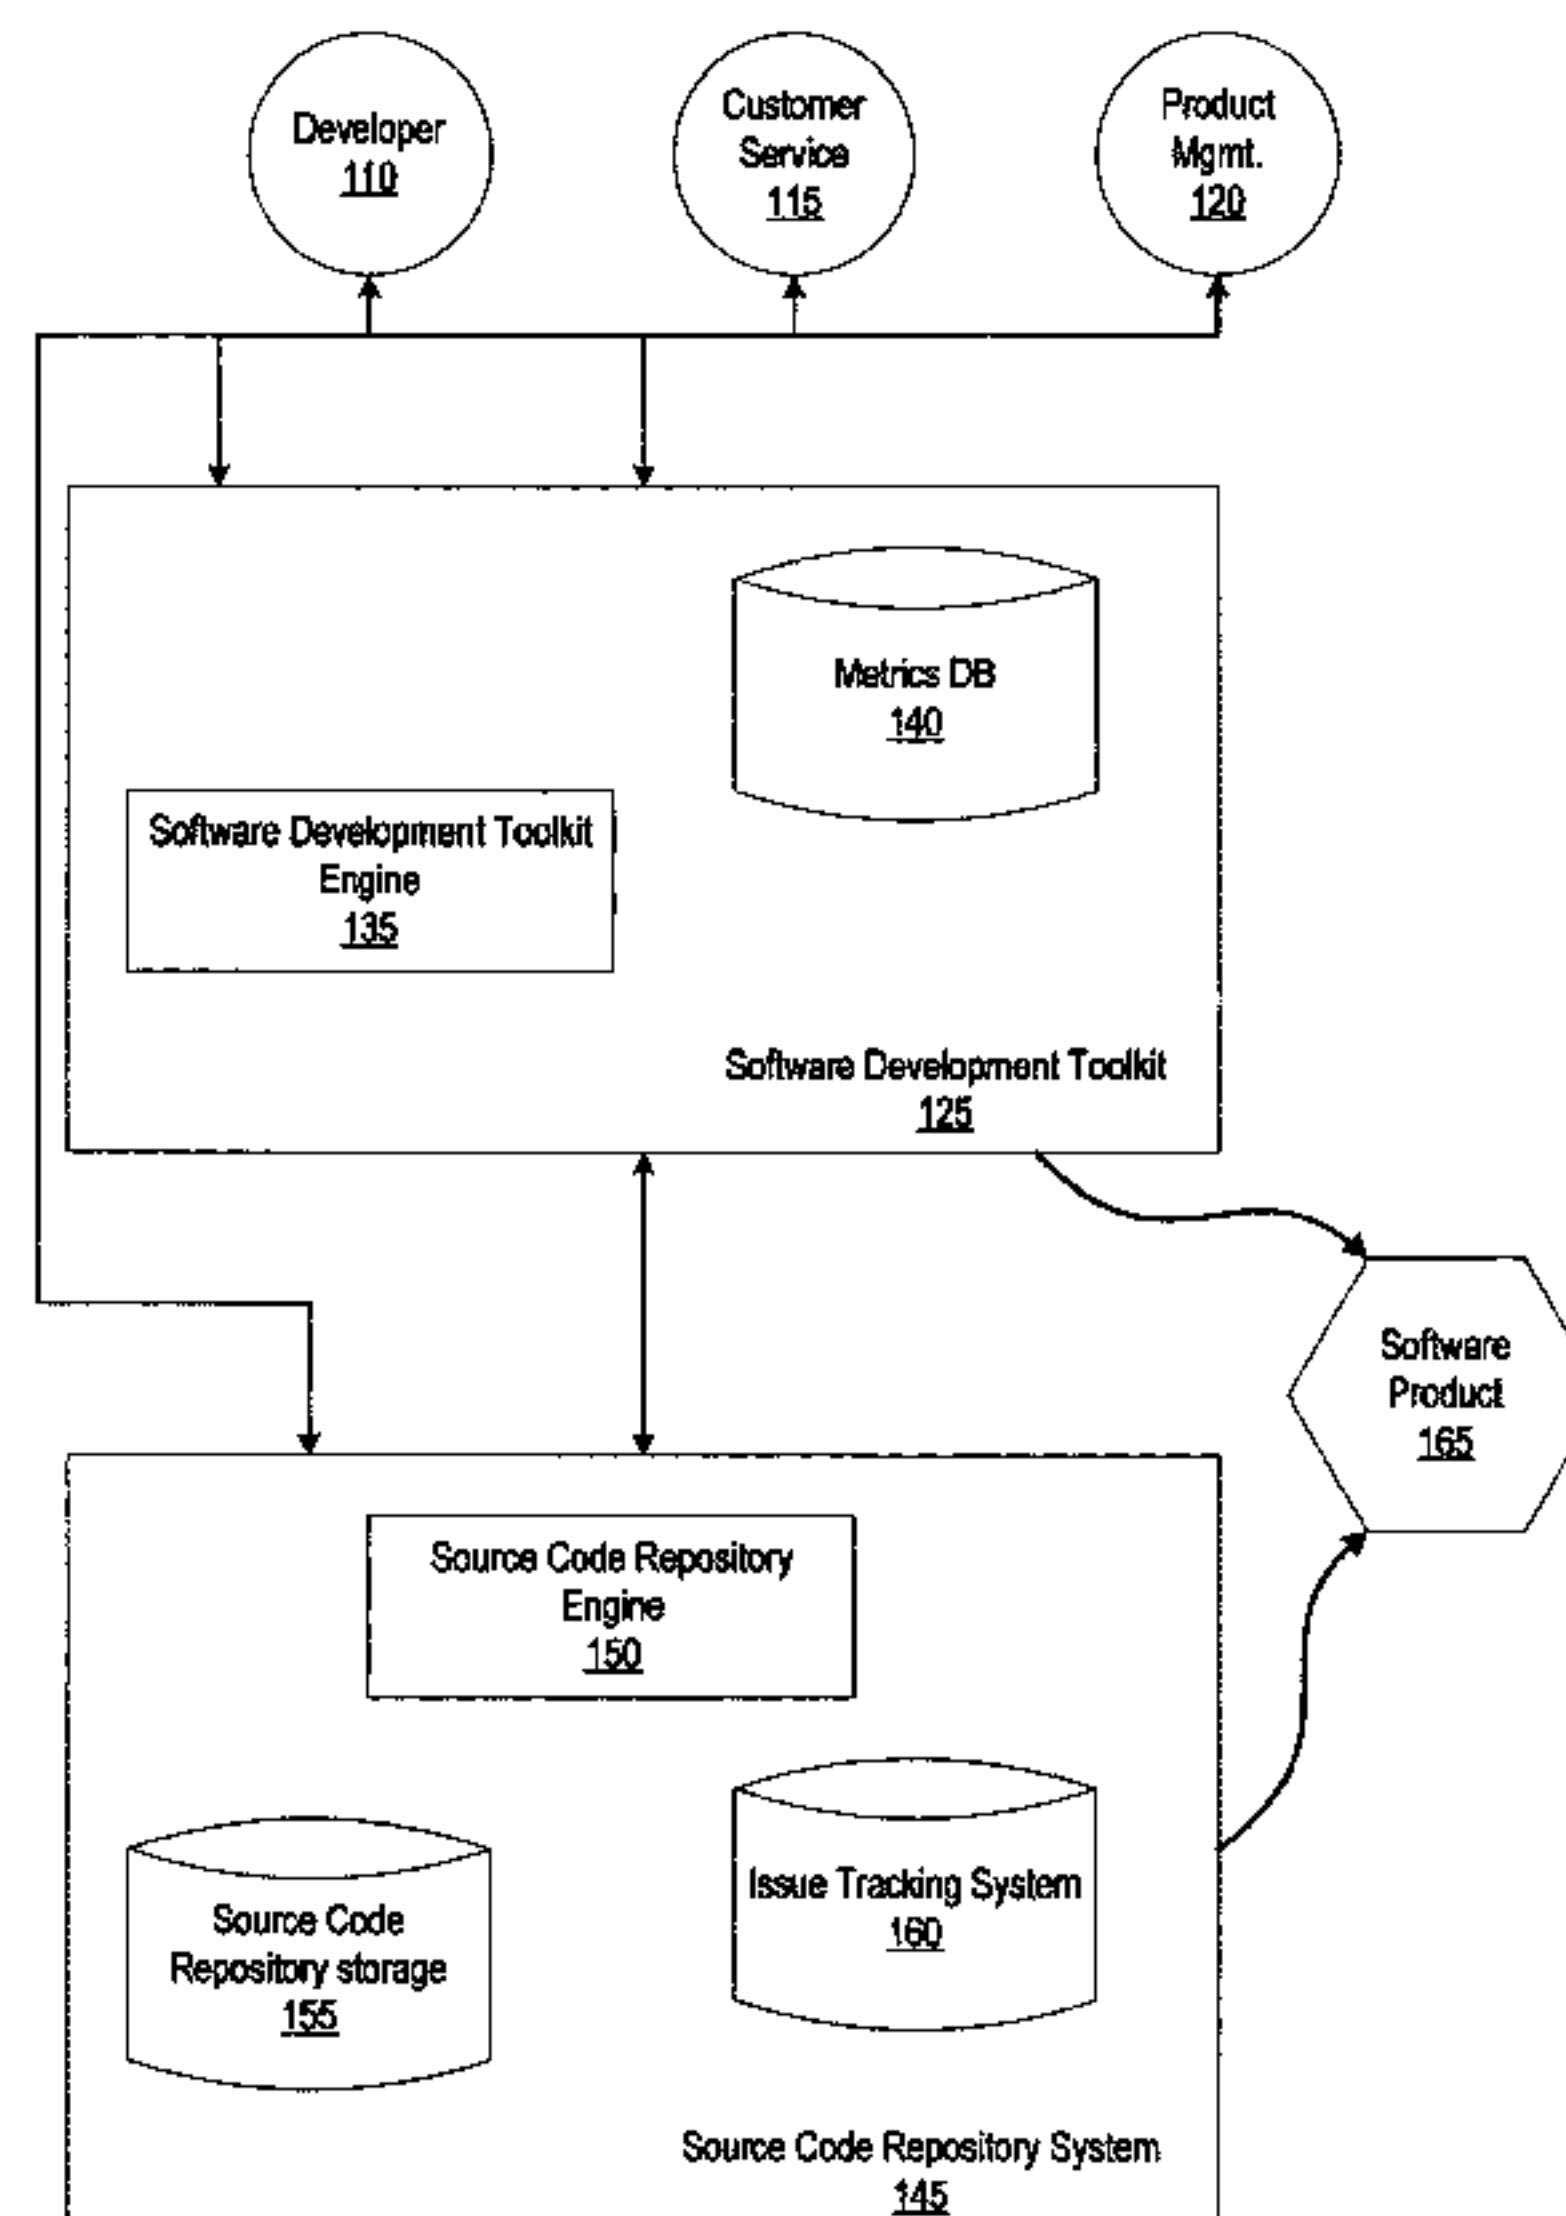 Developer
110
Customer
Service
115
Product
Mgmt.
120
Metrics DB
140
Software Development Toolkit
Engine
135
Software Development Toolkit
125
Software
Product
165
Source Code Repository
Engine
150
Issue Tracking System
160
Source Code
Repository storage
155
Source Code Repository System
145